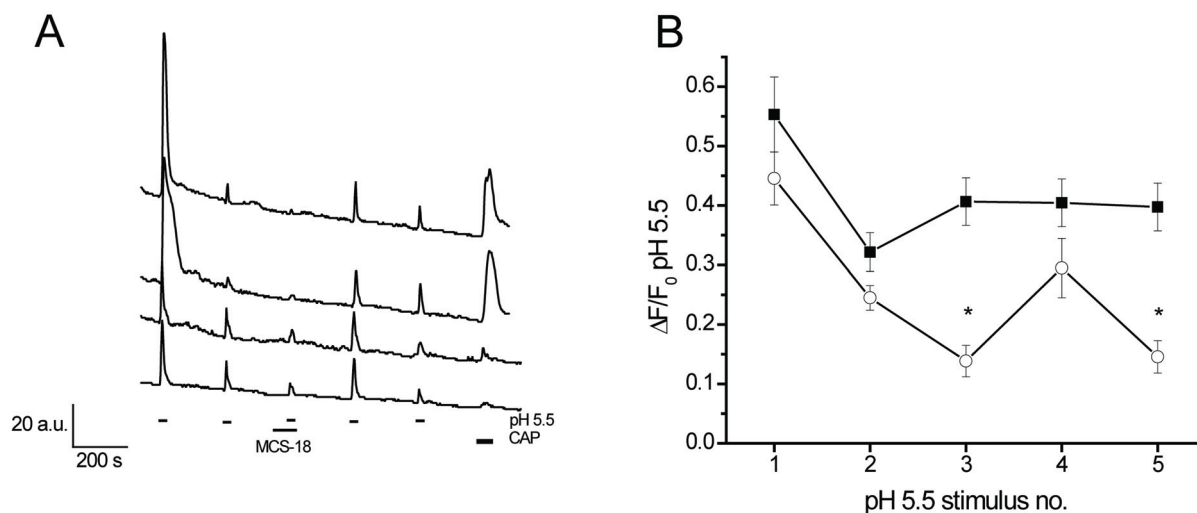 A
20 a.u.
200 s
MCS-18
pH 5.5
CAP
B
ΔF/F₀ pH 5.5
0.6
0.5
0.4
0.3
0.2
0.1
0.0
*
*
1 2 3 4 5
pH 5.5 stimulus no.